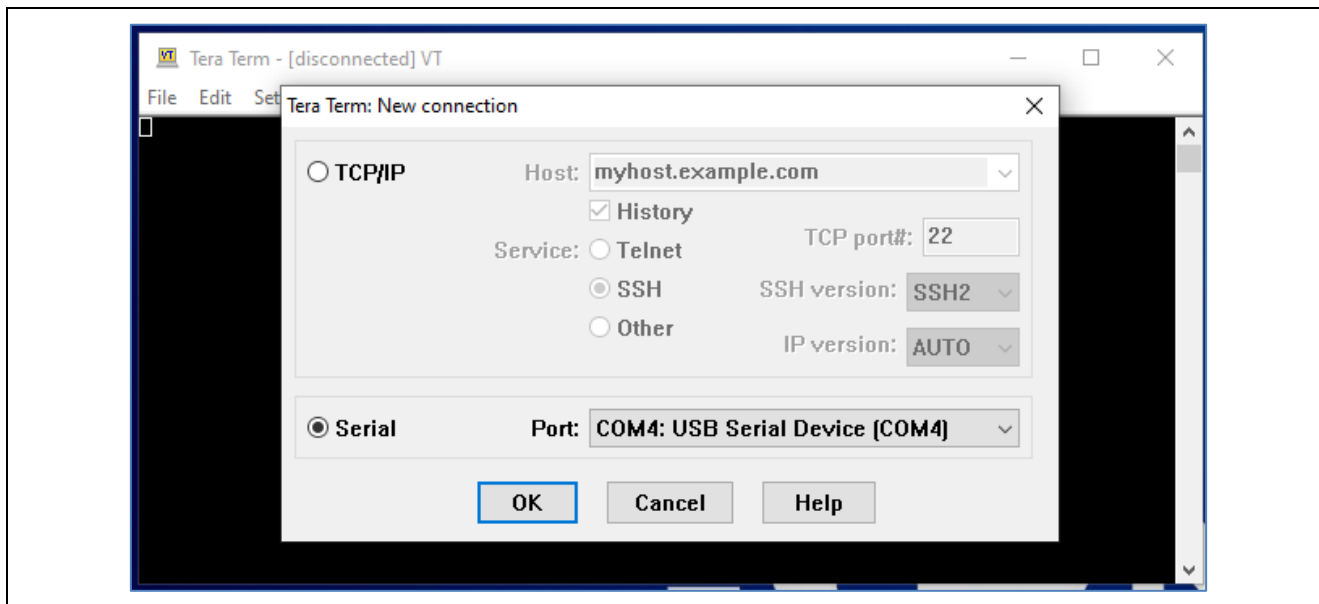 Tera Term - [disconnected] VT
File Edit Set
Tera Term: New connection
TCP/IP Host: myhost.example.com
History
TCP port#: 22
Service: Telnet
SSH SSH version: SSH2
Other
IP version: AUTO
Serial Port: COM4: USB Serial Device (COM4)
OK Cancel Help